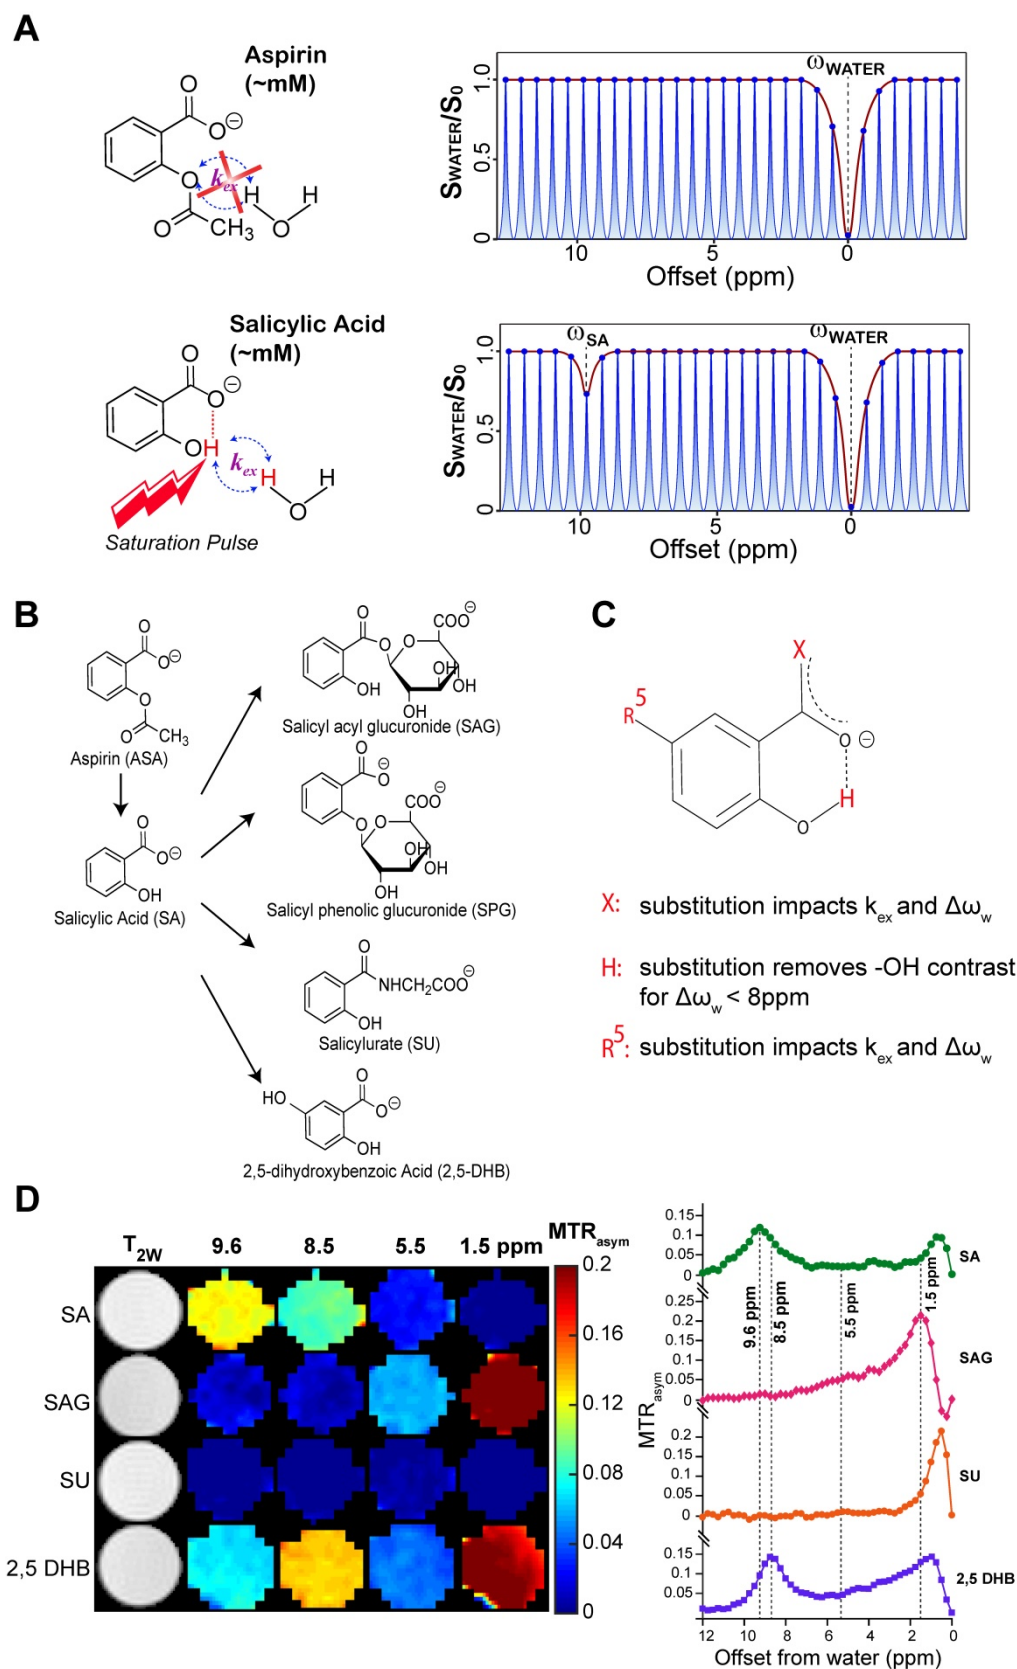 A
Aspirin
(~mM)
O
O⊖
O
kex
H
H
O
O
CH3
SWATER/S0
1.0
0.5
0
ωWATER
10
5
0
Offset (ppm)
Salicylic Acid
(~mM)
O
O⊖
OH
kex
H
H
O
Saturation Pulse
SWATER/S0
1.0
0.5
0
ωSA
ωWATER
10
5
0
Offset (ppm)
B
O
O⊖
O
O
CH3
Aspirin (ASA)
O
O⊖
OH
Salicylic Acid (SA)
O
O
O
COO⊖
OH
OH
OH
OH
Salicyl acyl glucuronide (SAG)
O
O⊖
O
O
COO⊖
OH
OH
OH
Salicyl phenolic glucuronide (SPG)
O
NHCH2COO⊖
OH
Salicylurate (SU)
HO
O
O⊖
OH
2,5-dihydroxybenzoic Acid (2,5-DHB)
C
X
R5
O ⊖
H
O
X: substitution impacts kex and Δωw
H: substitution removes -OH contrast
for Δωw < 8ppm
R5: substitution impacts kex and Δωw
D
T2W
9.6
8.5
5.5
1.5 ppm
MTRasym
SA
SAG
SU
2,5 DHB
0.2
0.16
0.12
0.08
0.04
0
MTRasym
0.15
0.1
0.05
0
SA
0.25
0.2
0.15
0.1
0.05
0
SAG
0.2
0.15
0.1
0.05
0
SU
0.15
0.1
0.05
2,5 DHB
9.6 ppm
8.5 ppm
5.5 ppm
1.5 ppm
12
10
8
6
4
2
0
Offset from water (ppm)